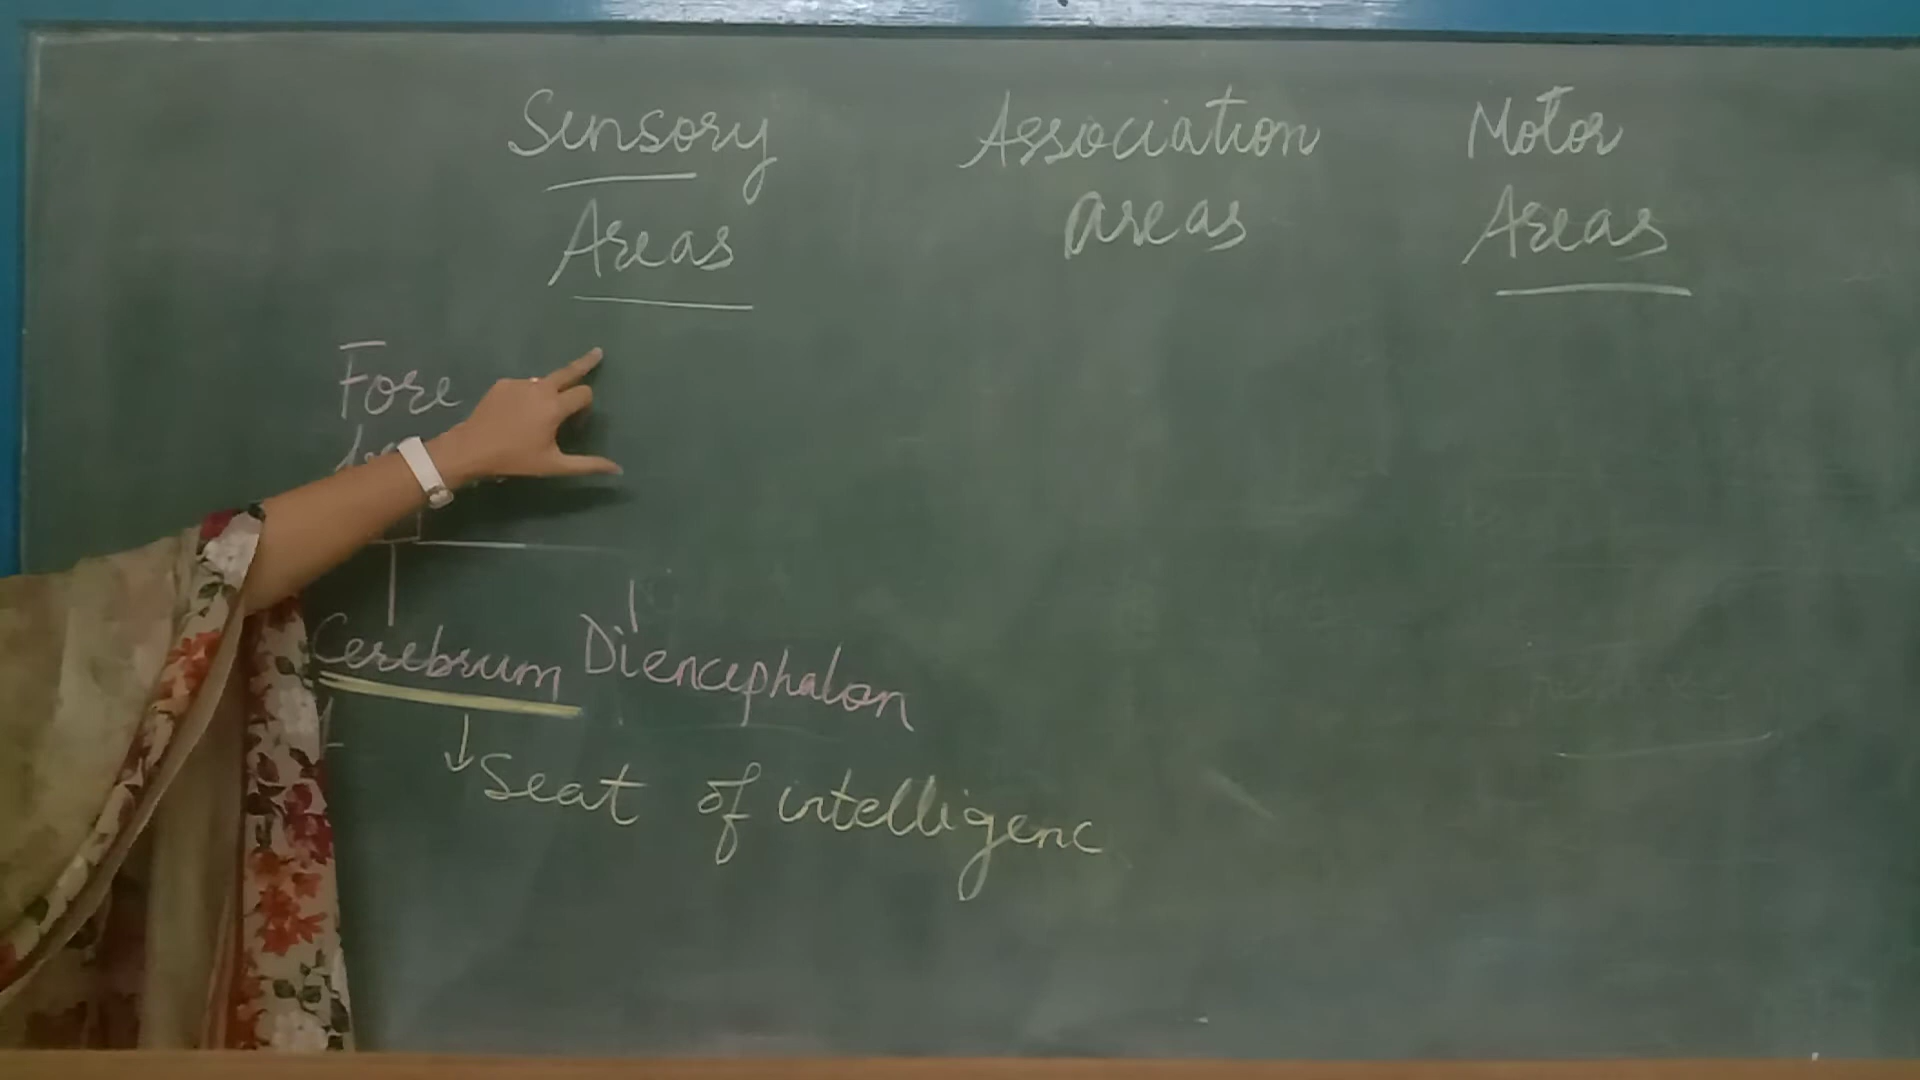 Sensory Association Motor
Areas areas Areas
Fore
Cerebrum Diencephalon
Seat of intelligenc